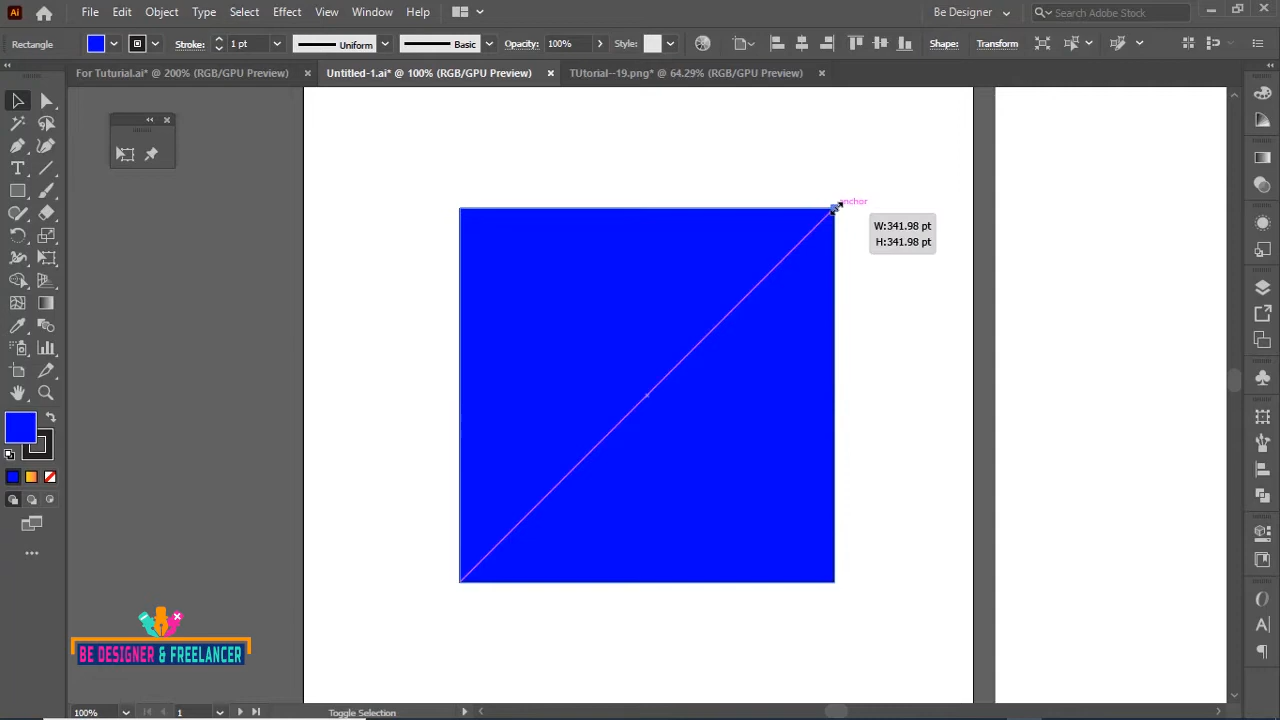 Ai File Edit Object Type Select Effect View Window Help Be Designer Search Adobe Stock
Rectangle Stroke: 1 pt Uniform Basic Opacity: 100% Style: Shape: Transform
For Tuturial.ai* @ 200% (RGB/GPU Preview) × Untitled-1.ai* @ 100% (RGB/GPU Preview) × TUtorial--19.png* @ 64.29% (RGB/GPU Preview) ×
anchor
W:341.98 pt
H:341.98 pt
BE DESIGNER & FREELANCER
100% 1 Toggle Selection